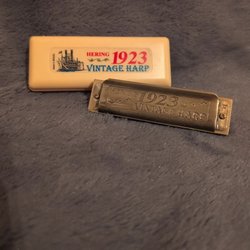 HERING 1923
VINTAGE HARP
1923
VINTAGE HARP